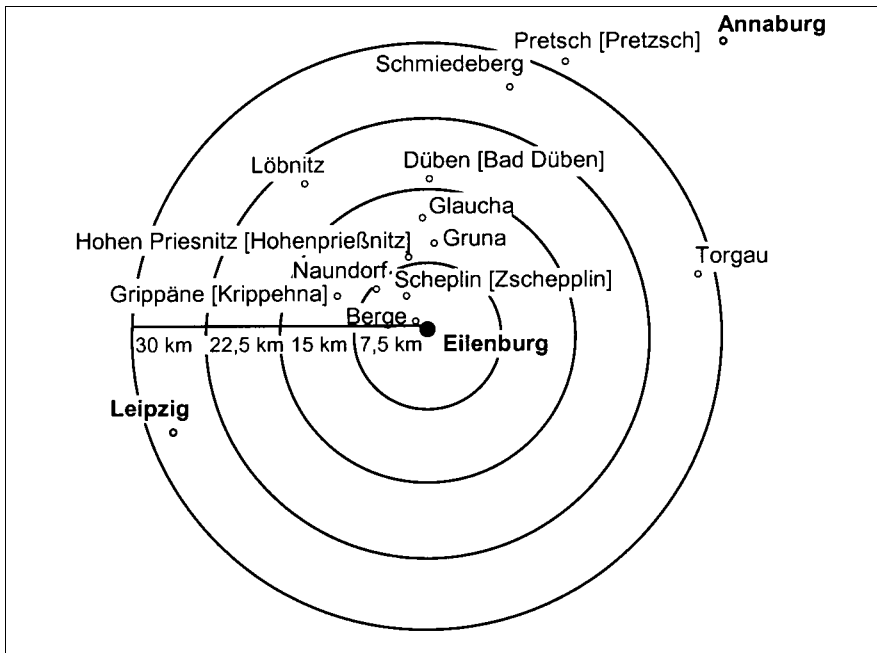 Annaburg
Pretsch [Pretzsch]
Schmiedeberg
Löbnitz
Düben [Bad Düben]
Glaucha
Hohen Priesnitz [Hohenprießnitz]
Gruna
Torgau
Naundorf
Scheplin [Zschepplin]
Grippäne [Krippehna]
Berge
30 km 22,5 km 15 km 7,5 km Eilenburg
Leipzig